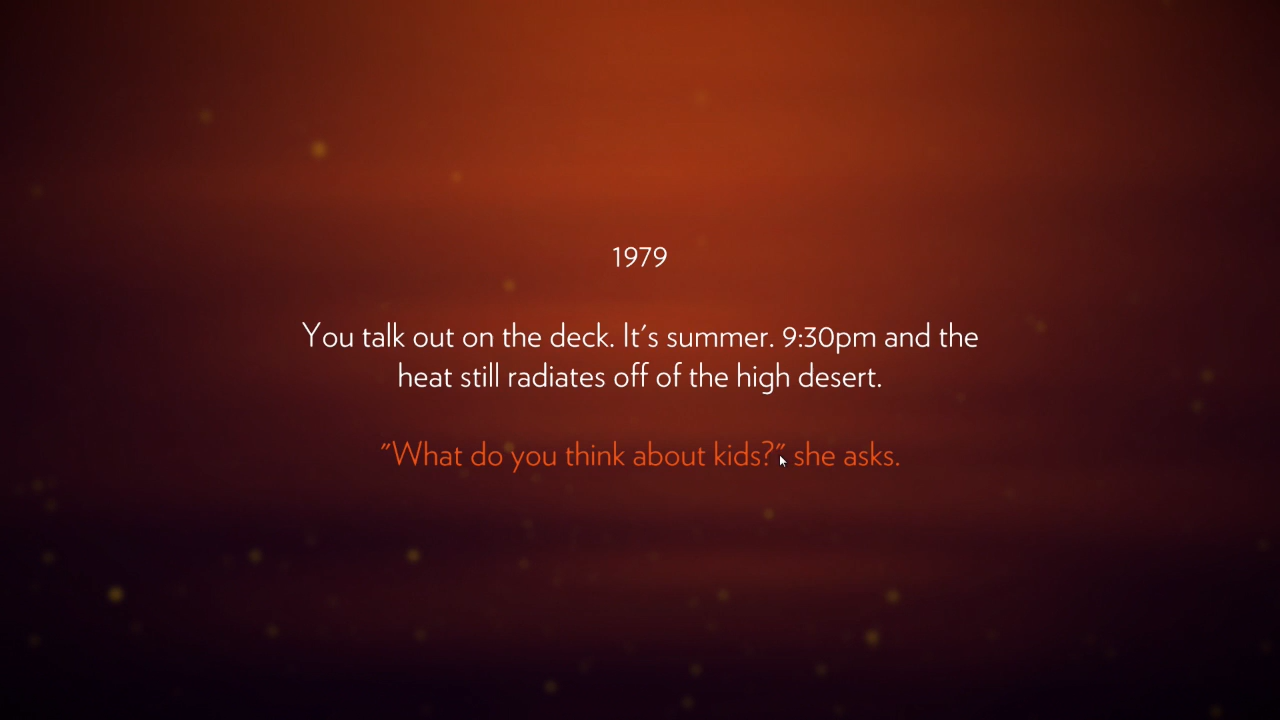 1979
You talk out on the deck. It's summer. 9:30pm and the
heat still radiates off of the high desert.
"What do you think about kids?" she asks.